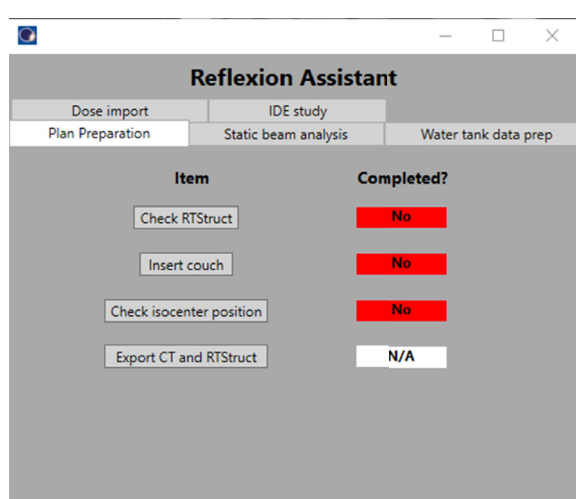 Reflexion Assistant
Dose import IDE study
Plan Preparation Static beam analysis Water tank data prep
Item Completed?
Check RTStruct No
Insert couch No
Check isocenter position No
Export CT and RTStruct N/A